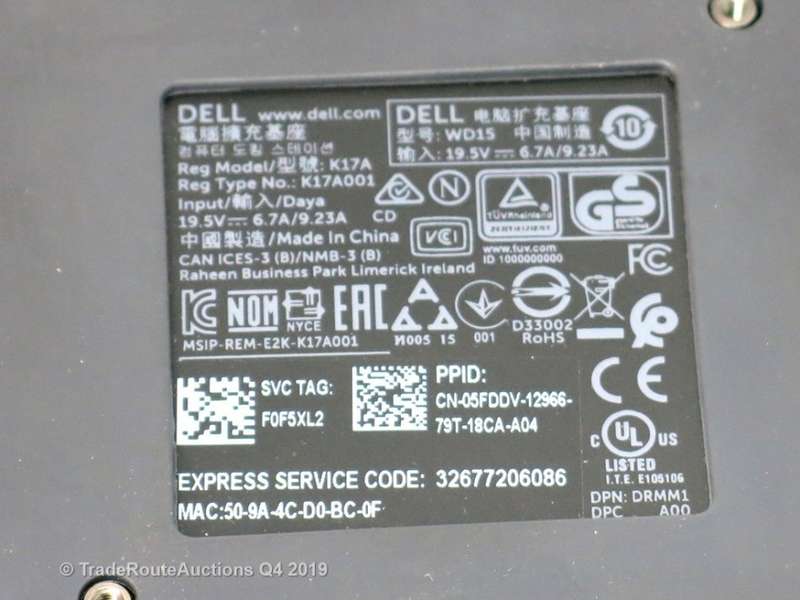 DELL www.dell.com
電腦擴充基座
컴퓨터 도킹 스테이션
Reg Model/型號: K17A
Reg Type No.: K17A001
Input/輸入/Daya
19.5V⎓ 6.7A/9.23A CD
中國製造/Made In China
CAN ICES-3 (B)/NMB-3 (B)
Raheen Business Park Limerick Ireland
DELL 电脑扩充基座
型号: WD15 中国制造
输入: 19.5V⎓ 6.7A/9.23A
10
N
TÜVRheinland
GS
VCI
www.tuv.com
ID 1000000000
FC
KC NOM NYCE EAC
И005 15
001
D33002
RoHS
MSIP-REM-E2K-K17A001
SVC TAG:
F0F5XL2
PPID:
CN-05FDDV-12966-
79T-18CA-A04
CE
c UL US
LISTED
I.T.E. E105106
EXPRESS SERVICE CODE: 32677206086
MAC:50-9A-4C-D0-BC-0F
DPN: DRMM1
DPC A00
© TradeRouteAuctions Q4 2019